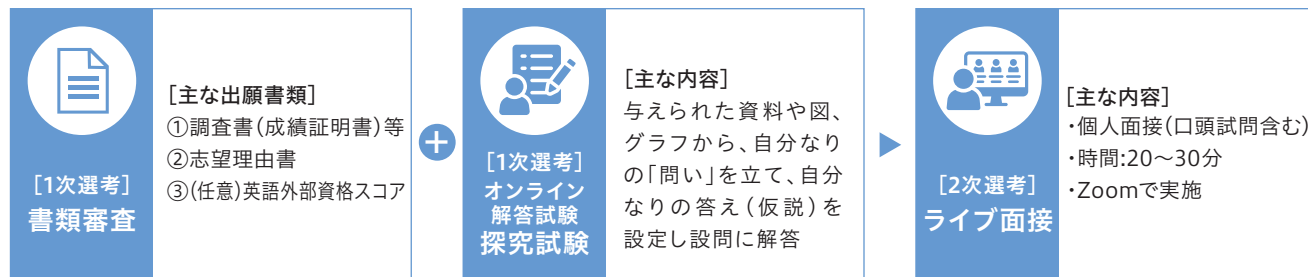 [1次選考]
書類審査
[主な出願書類]
①調査書(成績証明書)等
②志望理由書
③(任意)英語外部資格スコア
[1次選考]
オンライン
解答試験
探究試験
[主な内容]
与えられた資料や図、
グラフから、自分なり
の「問い」を立て、自分
なりの答え(仮説)を
設定し設問に解答
[2次選考]
ライブ面接
[主な内容]
・個人面接(口頭試問含む)
・時間:20〜30分
・Zoomで実施